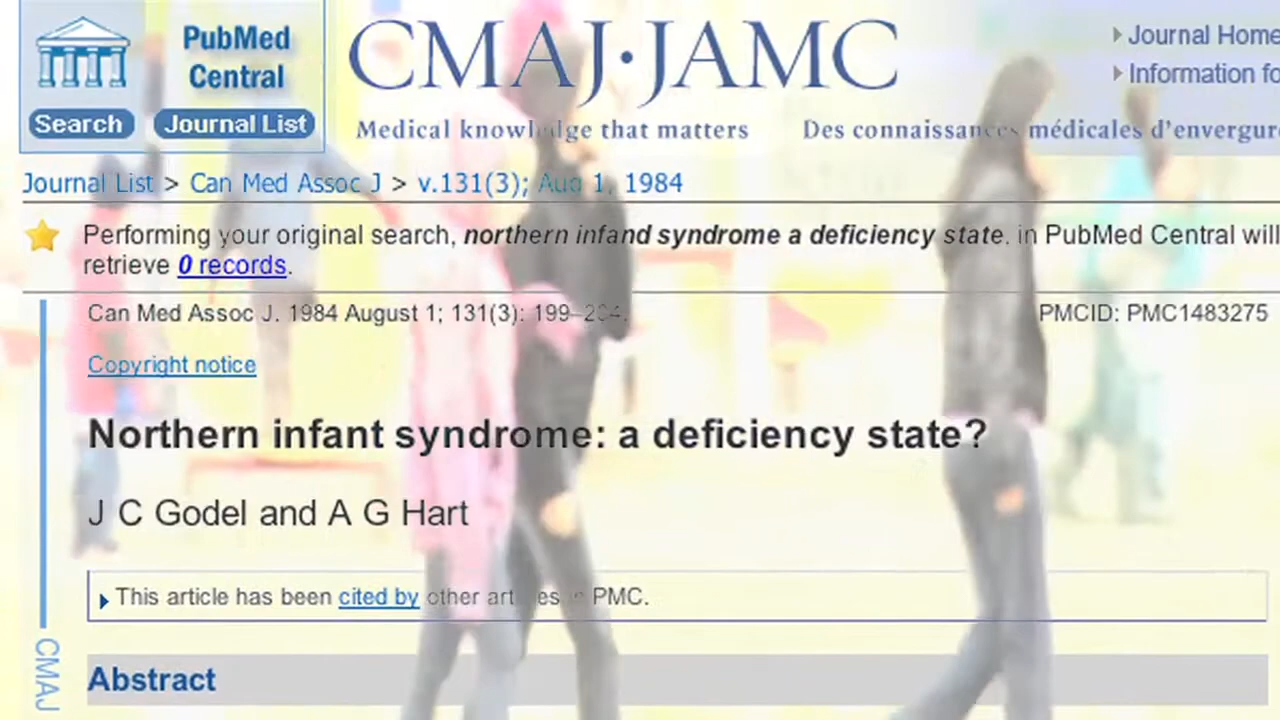 PubMed
Central
Search
Journal List
CMAJ·JAMC
Medical knowledge that matters
Des connaissances médicales d'envergure
Journal Home
Information fo
Journal List > Can Med Assoc J > v.131(3); Aug 1, 1984
Performing your original search, northern infand syndrome a deficiency state, in PubMed Central will
retrieve 0 records.
Can Med Assoc J. 1984 August 1; 131(3): 199–204.
PMCID: PMC1483275
Copyright notice
Northern infant syndrome: a deficiency state?
J C Godel and A G Hart
This article has been cited by other articles in PMC.
CMAJ
Abstract